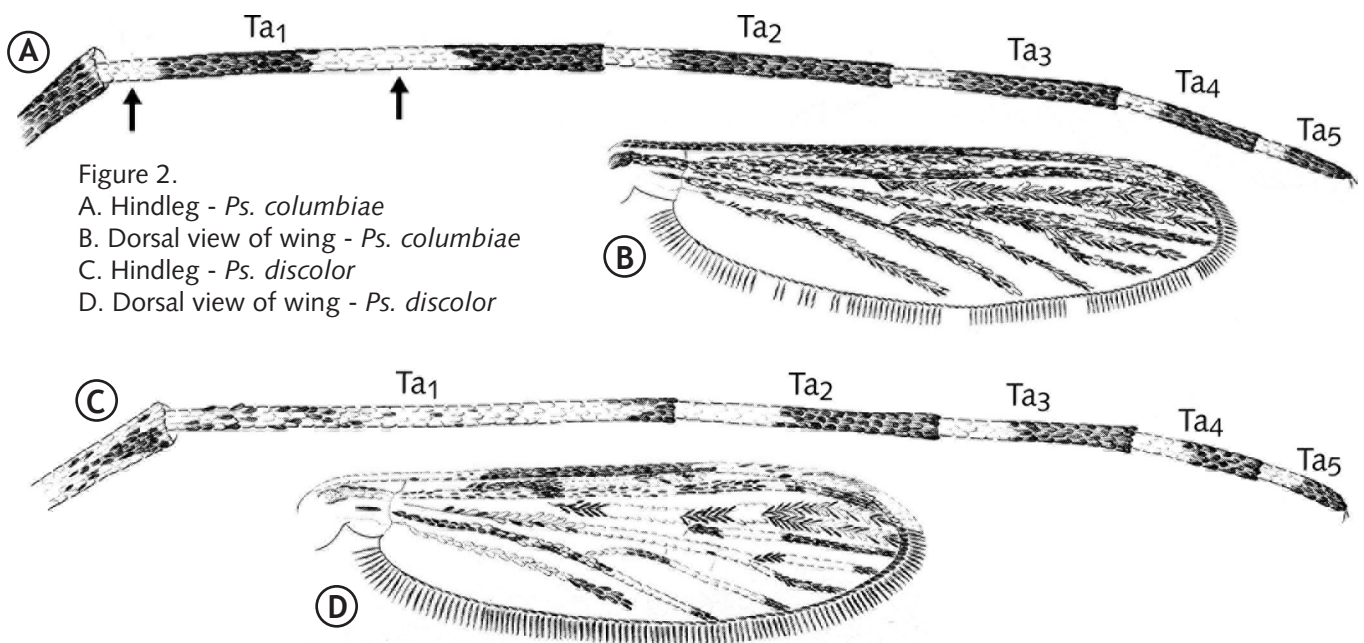 A
Ta1
Ta2
Ta3
Ta4
Ta5
Figure 2.
A. Hindleg - Ps. columbiae
B. Dorsal view of wing - Ps. columbiae
C. Hindleg - Ps. discolor
D. Dorsal view of wing - Ps. discolor
B
C
Ta1
Ta2
Ta3
Ta4
Ta5
D